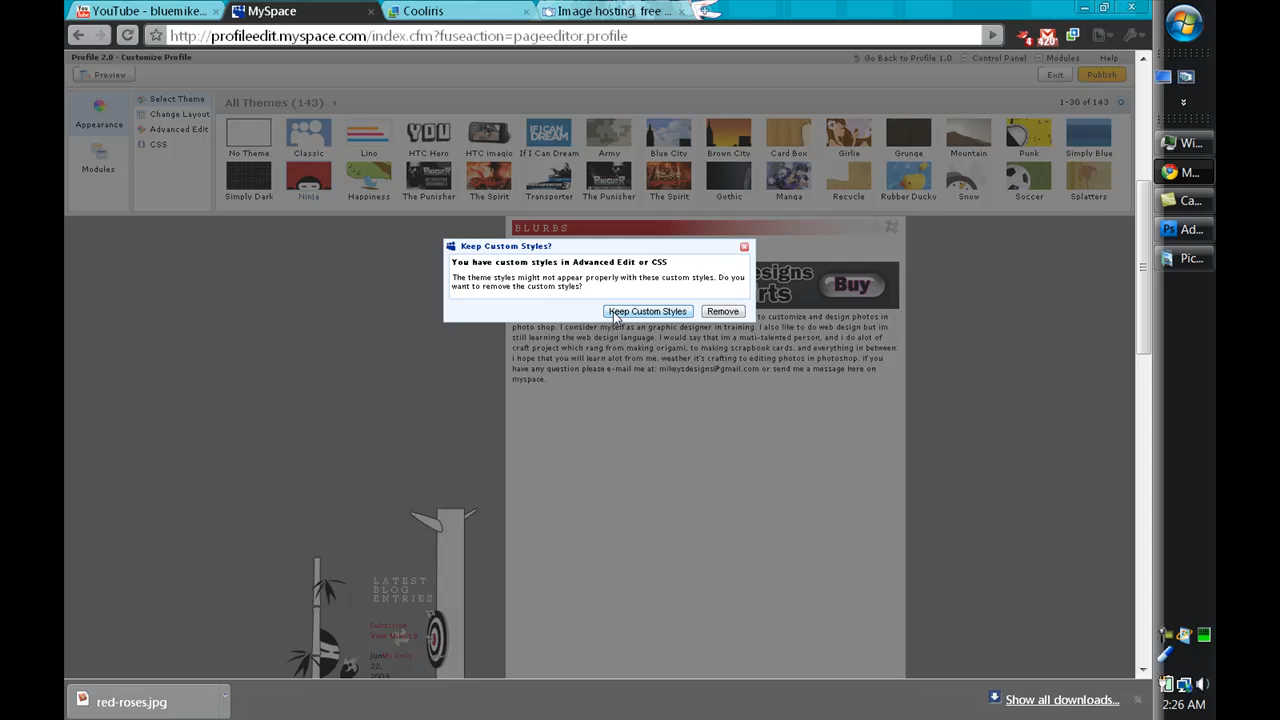 YouTube - bluemike...
MySpace
Cooliris
Image hosting, free ...
http://profileedit.myspace.com/index.cfm?fuseaction=pageeditor.profile
420
Profile 2.0 - Customize Profile
Go Back to Profile 1.0
Control Panel
Modules
Help
Preview
Exit
Publish
Appearance
Modules
Select Theme
Change Layout
Advanced Edit
CSS
All Themes (143)
1-30 of 143
YOU
IF I CAN DREAM
No Theme
Classic
Lino
HTC Hero
HTC imagio
If I Can Dream
Army
Blue City
Brown City
Card Box
Girlie
Grunge
Mountain
Punk
Simply Blue
Simply Dark
Ninja
Happiness
The Punisher
The Spirit
Transporter
The Punisher
The Spirit
Gothic
Manga
Recycle
Rubber Ducky
Snow
Soccer
Splatters
BLURBS
Keep Custom Styles?
You have custom styles in Advanced Edit or CSS
The theme styles might not appear properly with these custom styles. Do you
want to remove the custom styles?
Keep Custom Styles
Remove
Buy
to customize and design photos in
photo shop. I consider myself as an graphic designer in training. I also like to do web design but im
still learning the web design language. I would say that im a muti-talented person, and i do alot of
craft project which rang from making origami, to making scrapbook cards. and everything in between.
i hope that you will learn alot from me. weather it's crafting to editing photos in photoshop. if you
have any question please e-mail me at: mikeysdesigns@gmail.com or send me a message here on
myspace.
LATEST
BLOG
ENTRIES
Subscribe
22,
2009
Wi...
M...
Ca...
Ad...
Pic...
red-roses.jpg
Show all downloads...
2:26 AM